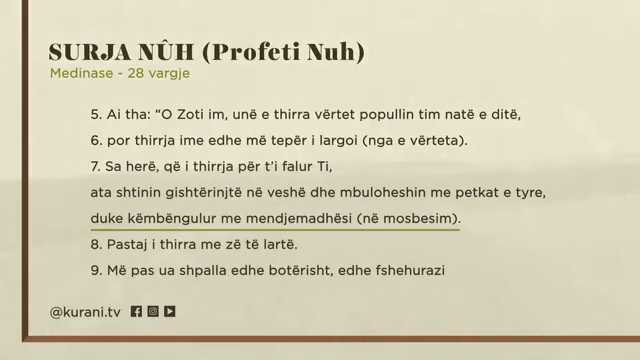 SURJA NÛH (Profeti Nuh)
Medinase - 28 vargje
5. Ai tha: “O Zoti im, unë e thirra vërtet popullin tim natë e ditë,
6. por thirrja ime edhe më tepër i largoi (nga e vërteta).
7. Sa herë, që i thirrja për t’i falur Ti,
ata shtinin gishtërinjtë në veshë dhe mbuloheshin me petkat e tyre,
duke këmbëngulur me mendjemadhësi (në mosbesim).
8. Pastaj i thirra me zë të lartë.
9. Më pas ua shpalla edhe botërisht, edhe fshehurazi
@kurani.tv